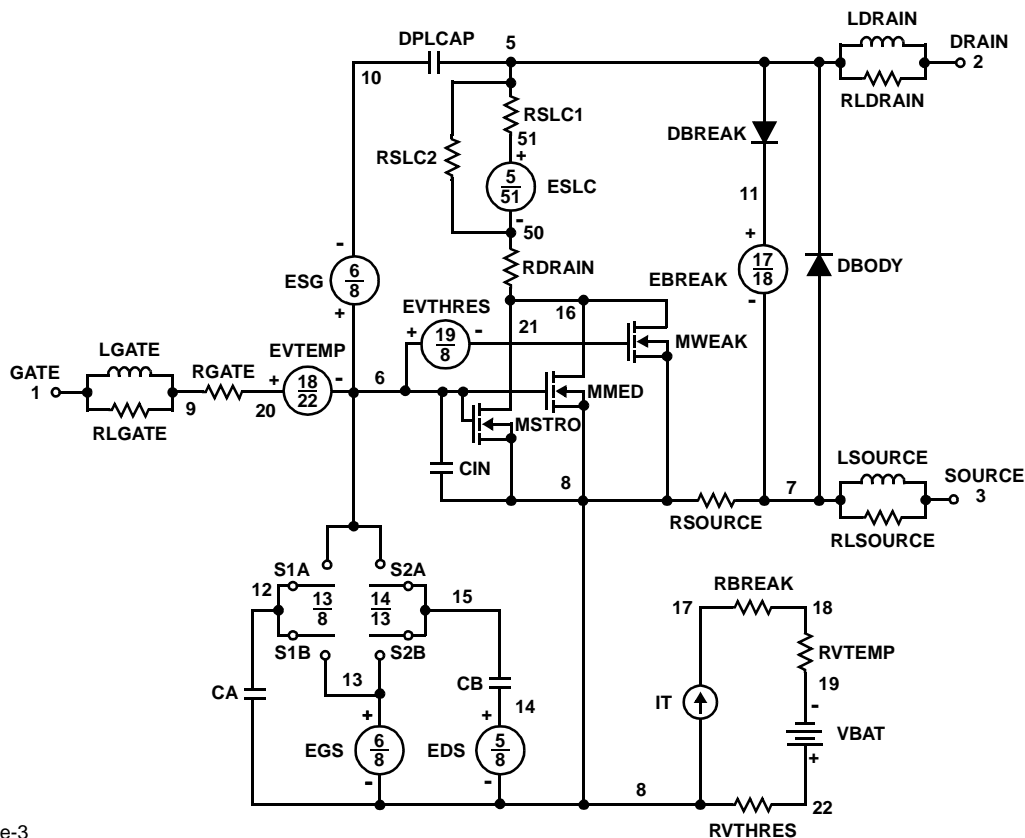 LDRAIN
DPLCAP
5
DRAIN
2
10
RLDRAIN
RSLC1
DBREAK
51
RSLC2
+
5
51
ESLC
11
-
50
-
+
RDRAIN
17
18
EBREAK
DBODY
6
8
ESG
EVTHRES
16
-
+
+
-
21
19
8
MWEAK
LGATE
EVTEMP
GATE
RGATE
+
18
22
-
6
MMED
1
9
20
RLGATE
MSTRO
LSOURCE
CIN
8
7
SOURCE
3
RSOURCE
RLSOURCE
S1A
S2A
12
13
8
14
13
15
RBREAK
17
18
S1B
S2B
RVTEMP
13
CB
19
CA
14
IT
-
+
+
VBAT
EGS
6
8
EDS
5
8
+
-
-
8
22
RVTHRES
e-3